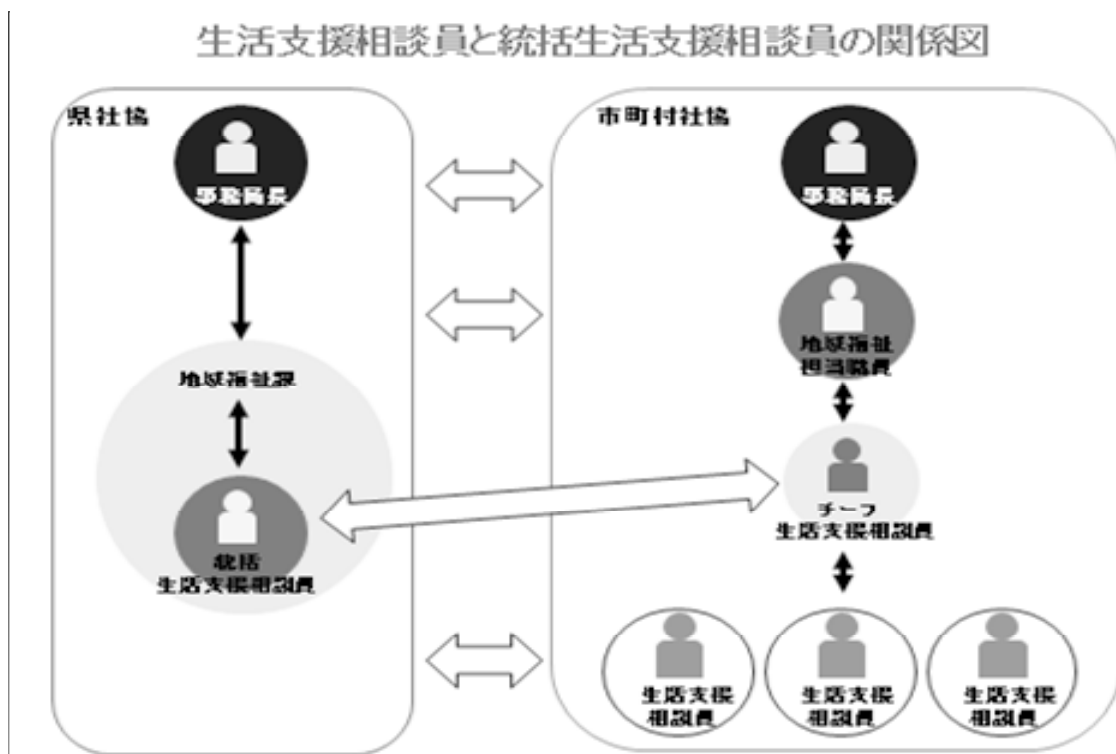 生活支援相談員と統括生活支援相談員の関係図
県社協
事務局長
地域福祉課
統括
生活支援相談員
市町村社協
事務局長
地域福祉
担当職員
チーフ
生活支援相談員
生活支援
相談員
生活支援
相談員
生活支援
相談員